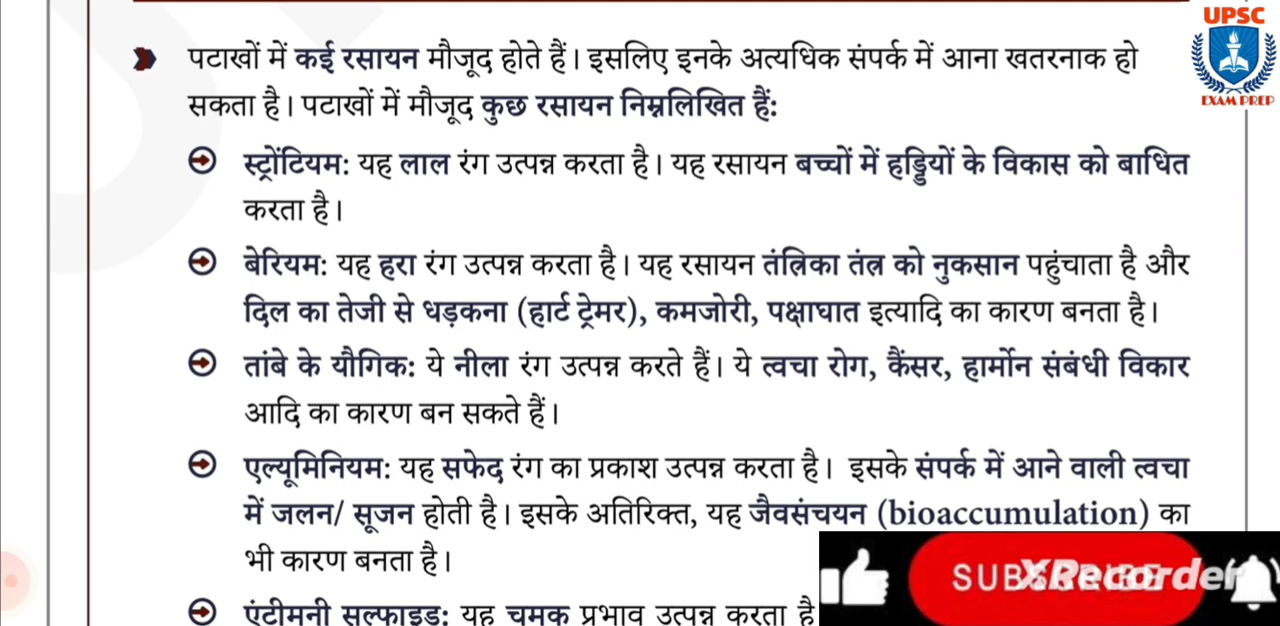 UPSC
EXAM PREP
पटाखों में कई रसायन मौजूद होते हैं। इसलिए इनके अत्यधिक संपर्क में आना खतरनाक हो
सकता है। पटाखों में मौजूद कुछ रसायन निम्नलिखित हैं:
स्ट्रोंटियम: यह लाल रंग उत्पन्न करता है। यह रसायन बच्चों में हड्डियों के विकास को बाधित
करता है।
बेरियम: यह हरा रंग उत्पन्न करता है। यह रसायन तंत्रिका तंत्र को नुकसान पहुंचाता है और
दिल का तेजी से धड़कना (हार्ट ट्रेमर), कमजोरी, पक्षाघात इत्यादि का कारण बनता है।
तांबे के यौगिक: ये नीला रंग उत्पन्न करते हैं। ये त्वचा रोग, कैंसर, हार्मोन संबंधी विकार
आदि का कारण बन सकते हैं।
एल्यूमिनियम: यह सफेद रंग का प्रकाश उत्पन्न करता है। इसके संपर्क में आने वाली त्वचा
में जलन/ सूजन होती है। इसके अतिरिक्त, यह जैवसंचयन (bioaccumulation) का
भी कारण बनता है।
एंटीमनी सल्फाइड: यह चमक प्रभाव उत्पन्न करता है
SUBSCRIBE
XRecorder